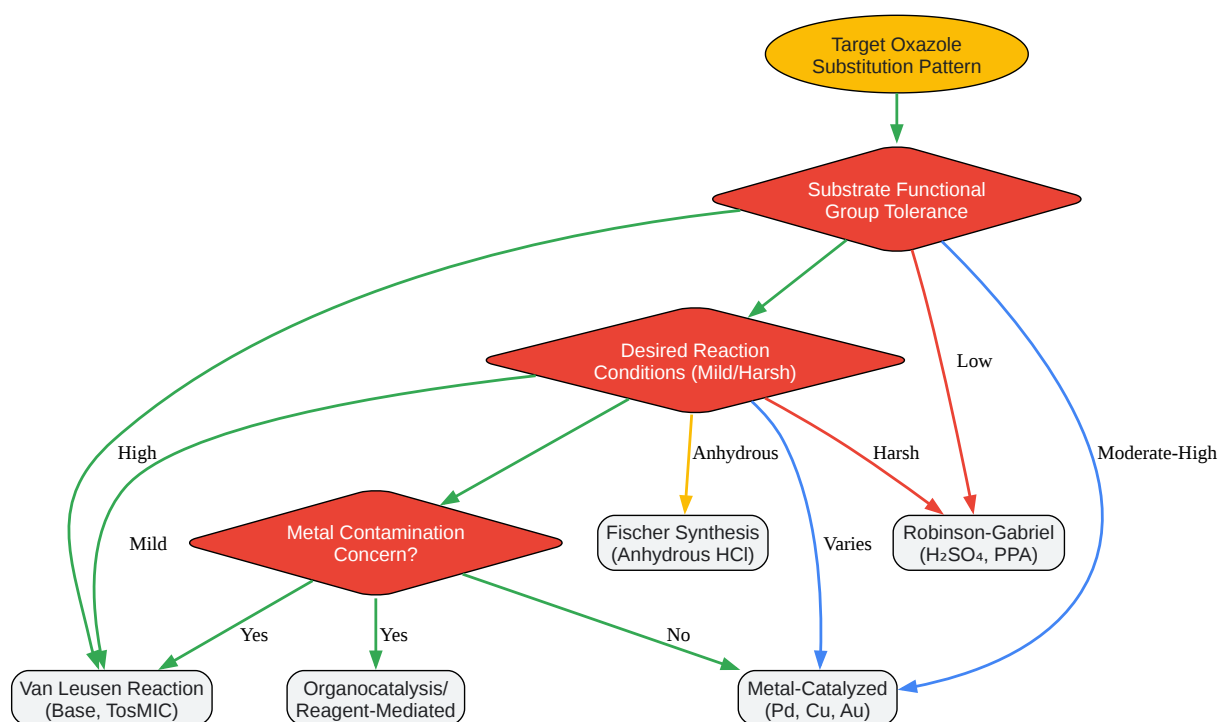 Target Oxazole
Substitution Pattern
Substrate Functional
Group Tolerance
Desired Reaction
Conditions (Mild/Harsh)
Low
High
Anhydrous
Harsh
Moderate-High
Metal Contamination
Concern?
Mild
Fischer Synthesis
(Anhydrous HCl)
Varies
Robinson-Gabriel
(H₂SO₄, PPA)
Yes
Yes
No
Van Leusen Reaction
(Base, TosMIC)
Organocatalysis/
Reagent-Mediated
Metal-Catalyzed
(Pd, Cu, Au)